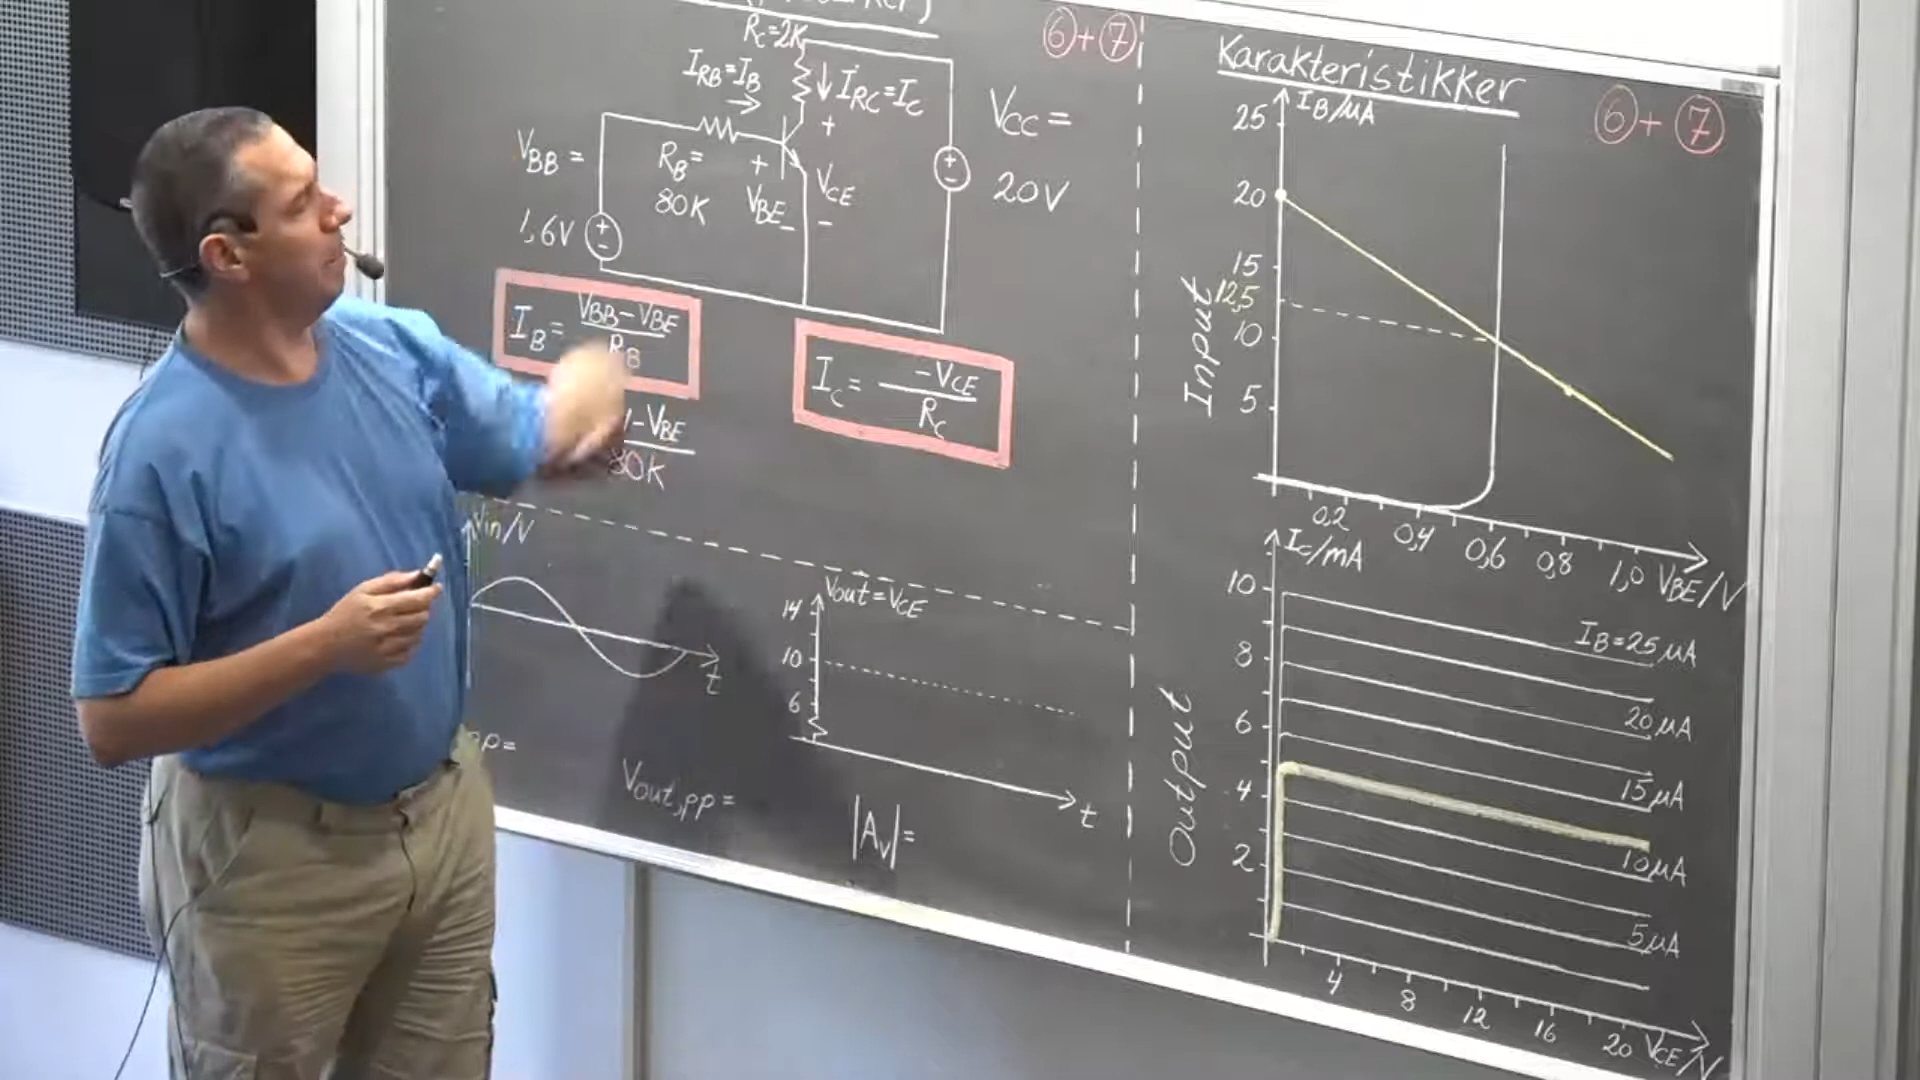 R_C=2K
I_RB=I_B
I_RC=I_C
V_BB=
1,6V
R_B=
80K
V_BE
V_CE
+
-
V_CC=
20V
6+7
I_B= (V_BB-V_BE)/R_B
-V_BE
80K
I_C= -V_CE/R_C
Vin/V
t
pp=
Vout=V_CE
14
10
6
t
Vout,pp=
|A_v|=
Karakteristikker
6+7
I_B/µA
25
20
15
12,5
10
5
Input
0,2 0,4 0,6 0,8 1,0 V_BE/V
I_C/mA
10
8
6
4
2
Output
I_B=25µA
20µA
15µA
10µA
5µA
4 8 12 16 20 V_CE/V